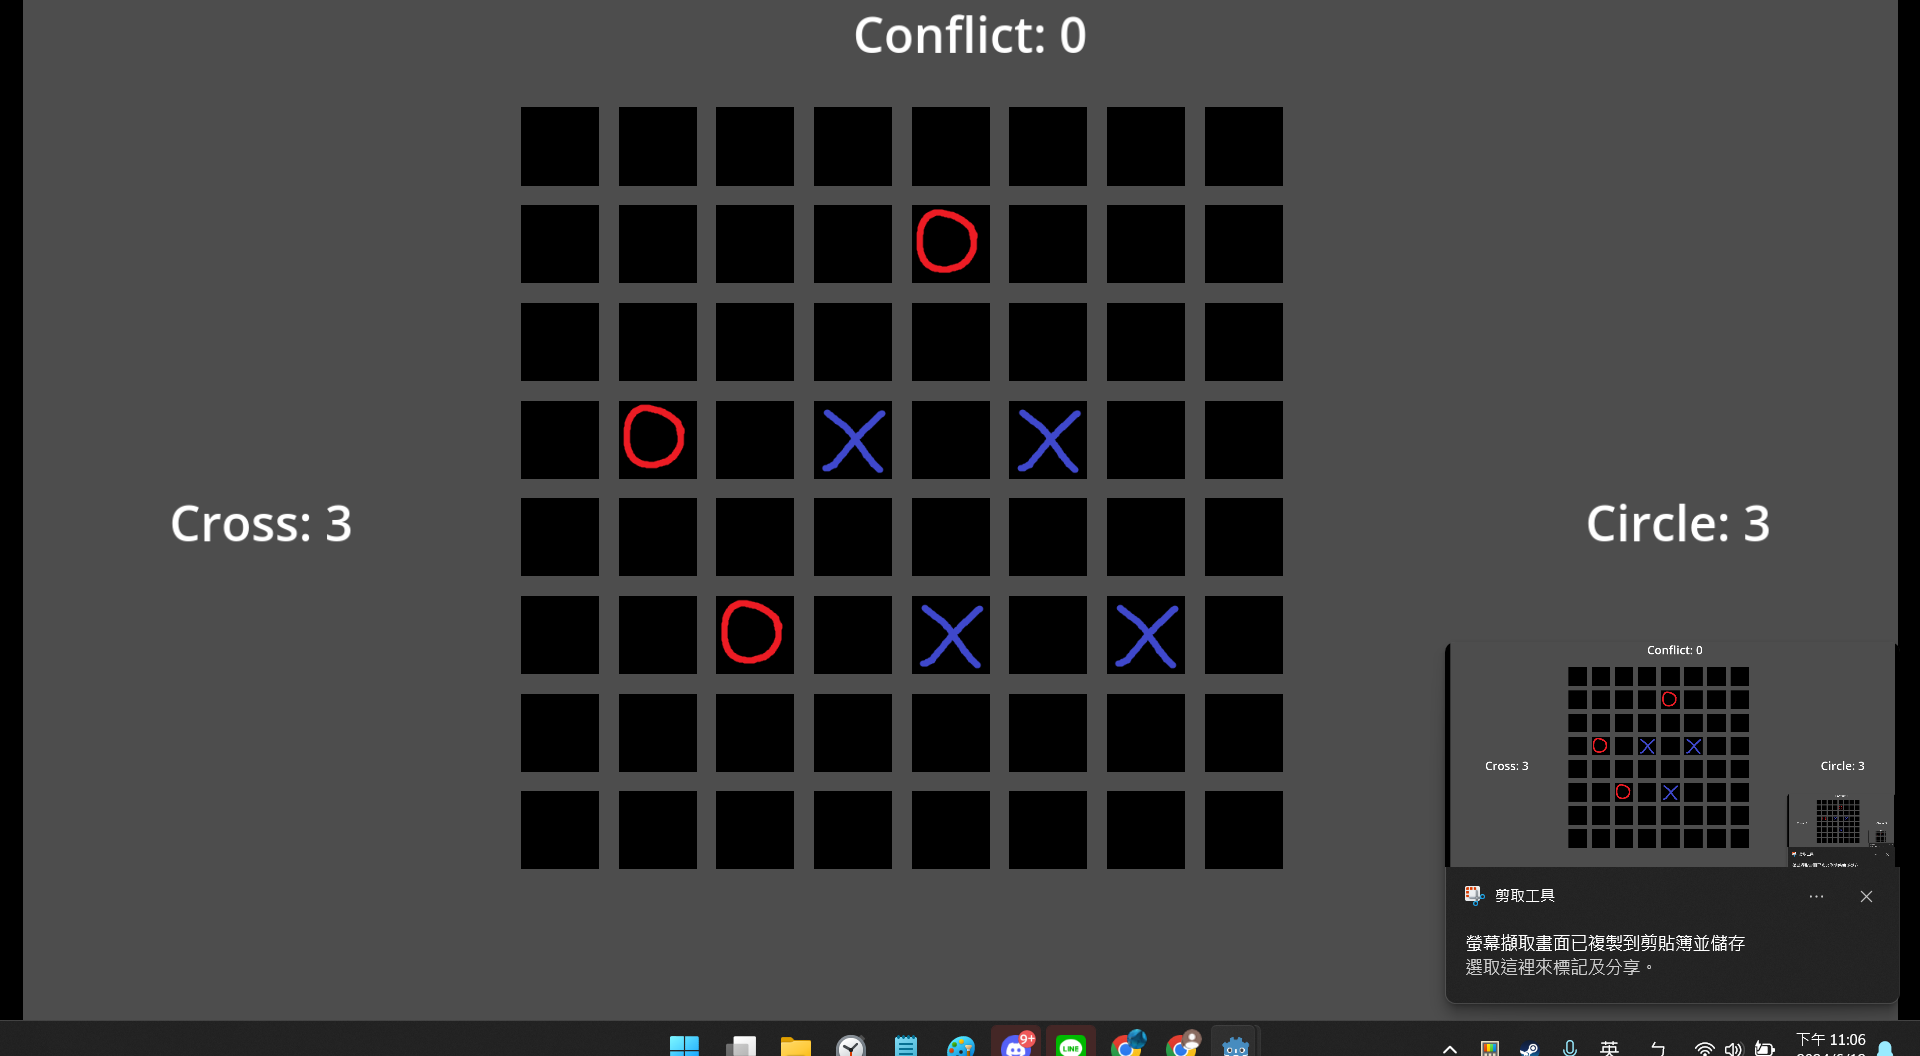 Conflict: 0
Cross: 3
Circle: 3
Conflict: 0
Cross: 3
Circle: 3
剪取工具
螢幕擷取畫面已複製到剪貼簿並儲存
選取這裡來標記及分享。
9+
LINE
英
ㄣ
下午 11:06